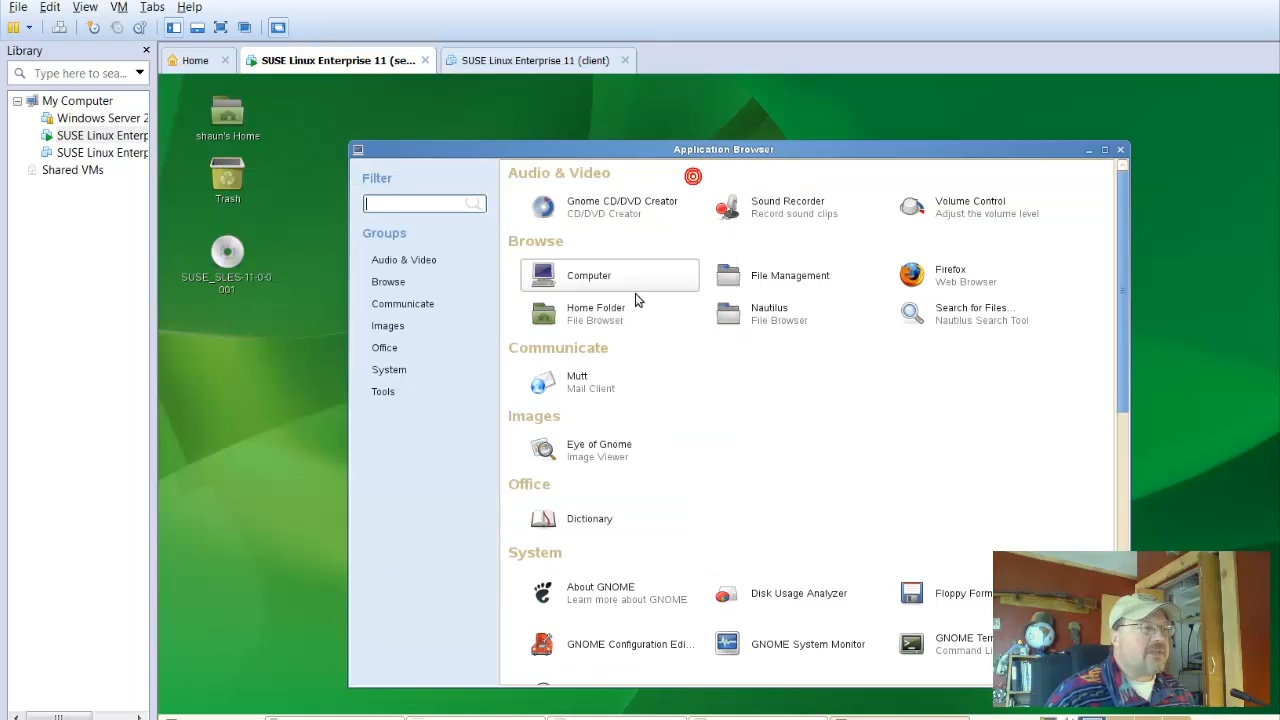 File Edit View VM Tabs Help
Library
Type here to sea...
My Computer
Windows Server 2
SUSE Linux Enterp
SUSE Linux Enterp
Shared VMs
Home
SUSE Linux Enterprise 11 (se...
SUSE Linux Enterprise 11 (client)
shaun's Home
Trash
SUSE_SLES-11-0-0.
001
Application Browser
Filter
Groups
Audio & Video
Browse
Communicate
Images
Office
System
Tools
Audio & Video
Gnome CD/DVD Creator
CD/DVD Creator
Sound Recorder
Record sound clips
Volume Control
Adjust the volume level
Browse
Computer
File Management
Firefox
Web Browser
Home Folder
File Browser
Nautilus
File Browser
Search for Files...
Nautilus Search Tool
Communicate
Mutt
Mail Client
Images
Eye of Gnome
Image Viewer
Office
Dictionary
System
About GNOME
Learn more about GNOME
Disk Usage Analyzer
Floppy Form
GNOME Configuration Edi...
GNOME System Monitor
GNOME Ter
Command Li